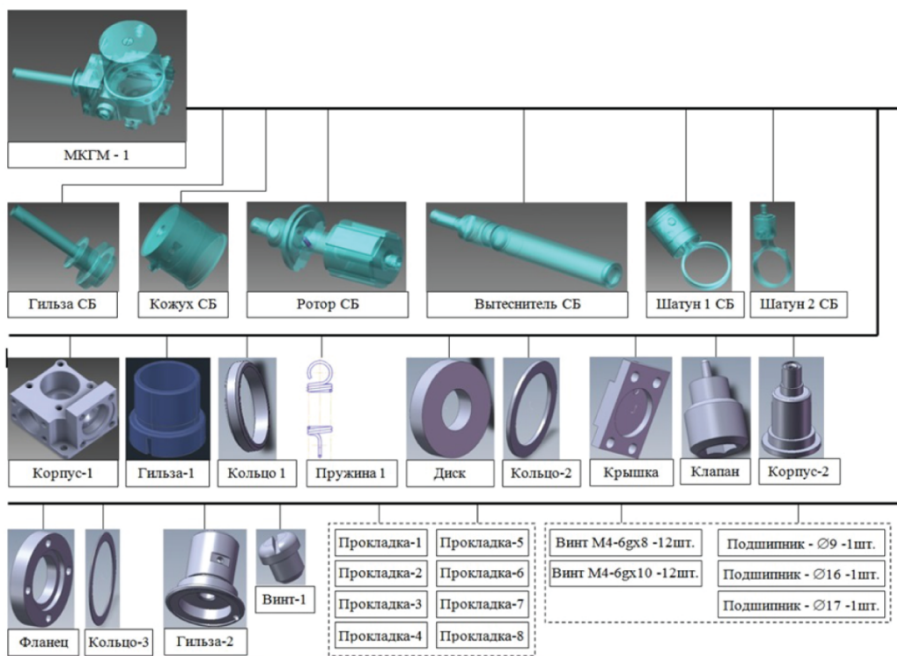 МКГМ - 1
Гильза СБ
Кожух СБ
Ротор СБ
Вытеснитель СБ
Шатун 1 СБ
Шатун 2 СБ
Корпус-1
Гильза-1
Кольцо 1
Пружина 1
Диск
Кольцо-2
Крышка
Клапан
Корпус-2
Фланец
Кольцо-3
Гильза-2
Винт-1
Прокладка-1
Прокладка-2
Прокладка-3
Прокладка-4
Прокладка-5
Прокладка-6
Прокладка-7
Прокладка-8
Винт М4-6gx8 -12шт.
Винт М4-6gx10 -12шт.
Подшипник - ∅9 -1шт.
Подшипник - ∅16 -1шт.
Подшипник - ∅17 -1шт.